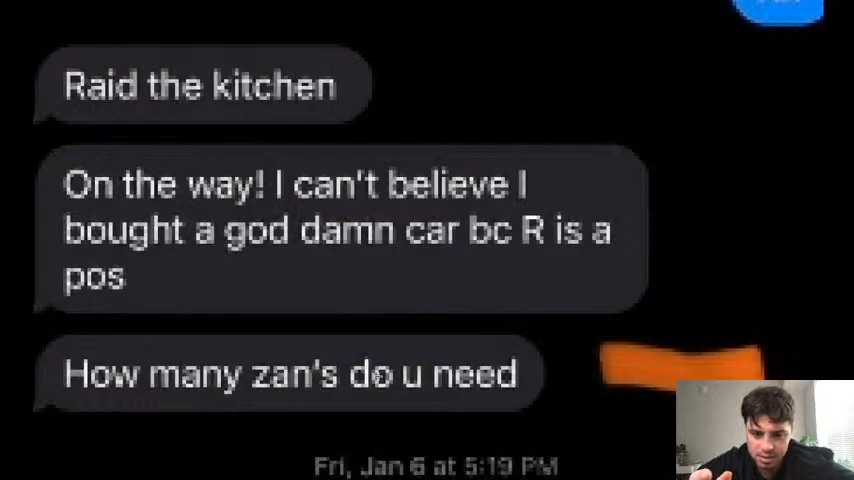 Raid the kitchen
On the way! I can't believe I
bought a god damn car bc R is a
pos
How many zan's do u need
Fri, Jan 6 at 5:19 PM